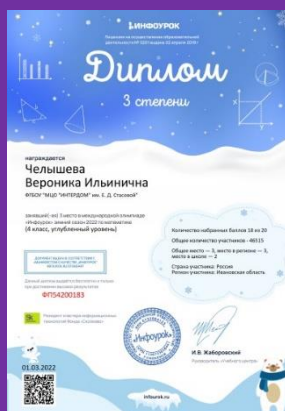 ИНФОУРОК
Диплом
3 степени
награждается
Челышева
Вероника Ильинична
ФГБОУ "МЦО "ИНТЕРДОМ" им. Е. Д. Стасовой"
занявший(-ая) 3 место в международной олимпиаде
«Инфоурок» зимний сезон 2022 по математике
(4 класс, углублённый уровень)
Количество набранных баллов 18 из 20
Общее количество участников - 46515
Общее место — 3, место в регионе — 3,
место в школе — 2
Страна участника: Россия
Регион участника: Ивановская область
ФП54200183
Инфоурок
И.В. Жаборовский
01.03.2022
infourok.ru